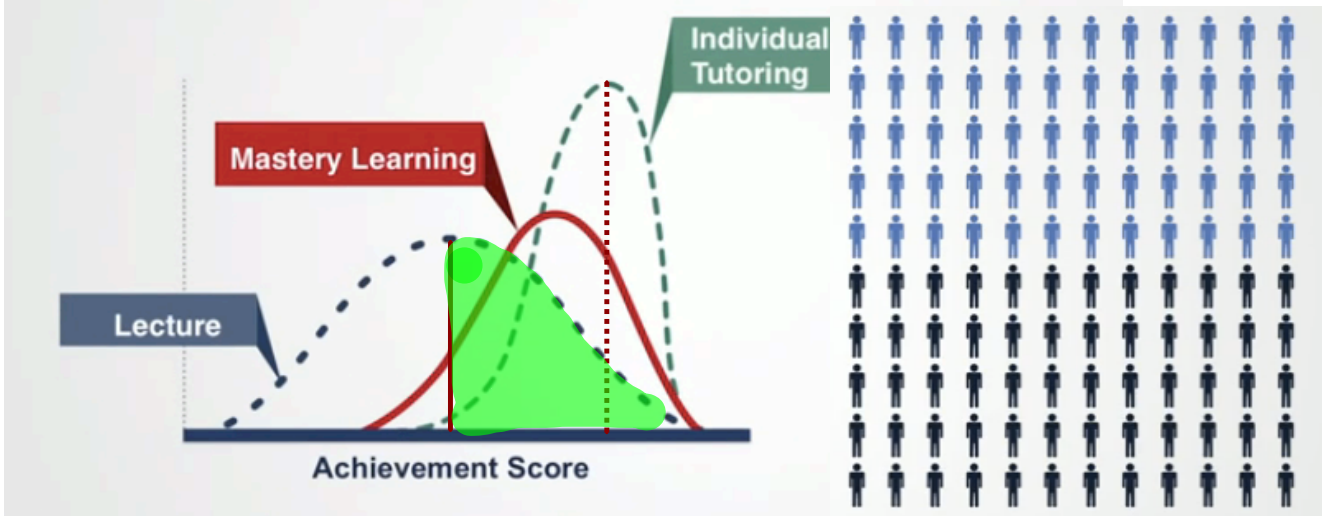 Individual
Tutoring
Mastery Learning
Lecture
Achievement Score